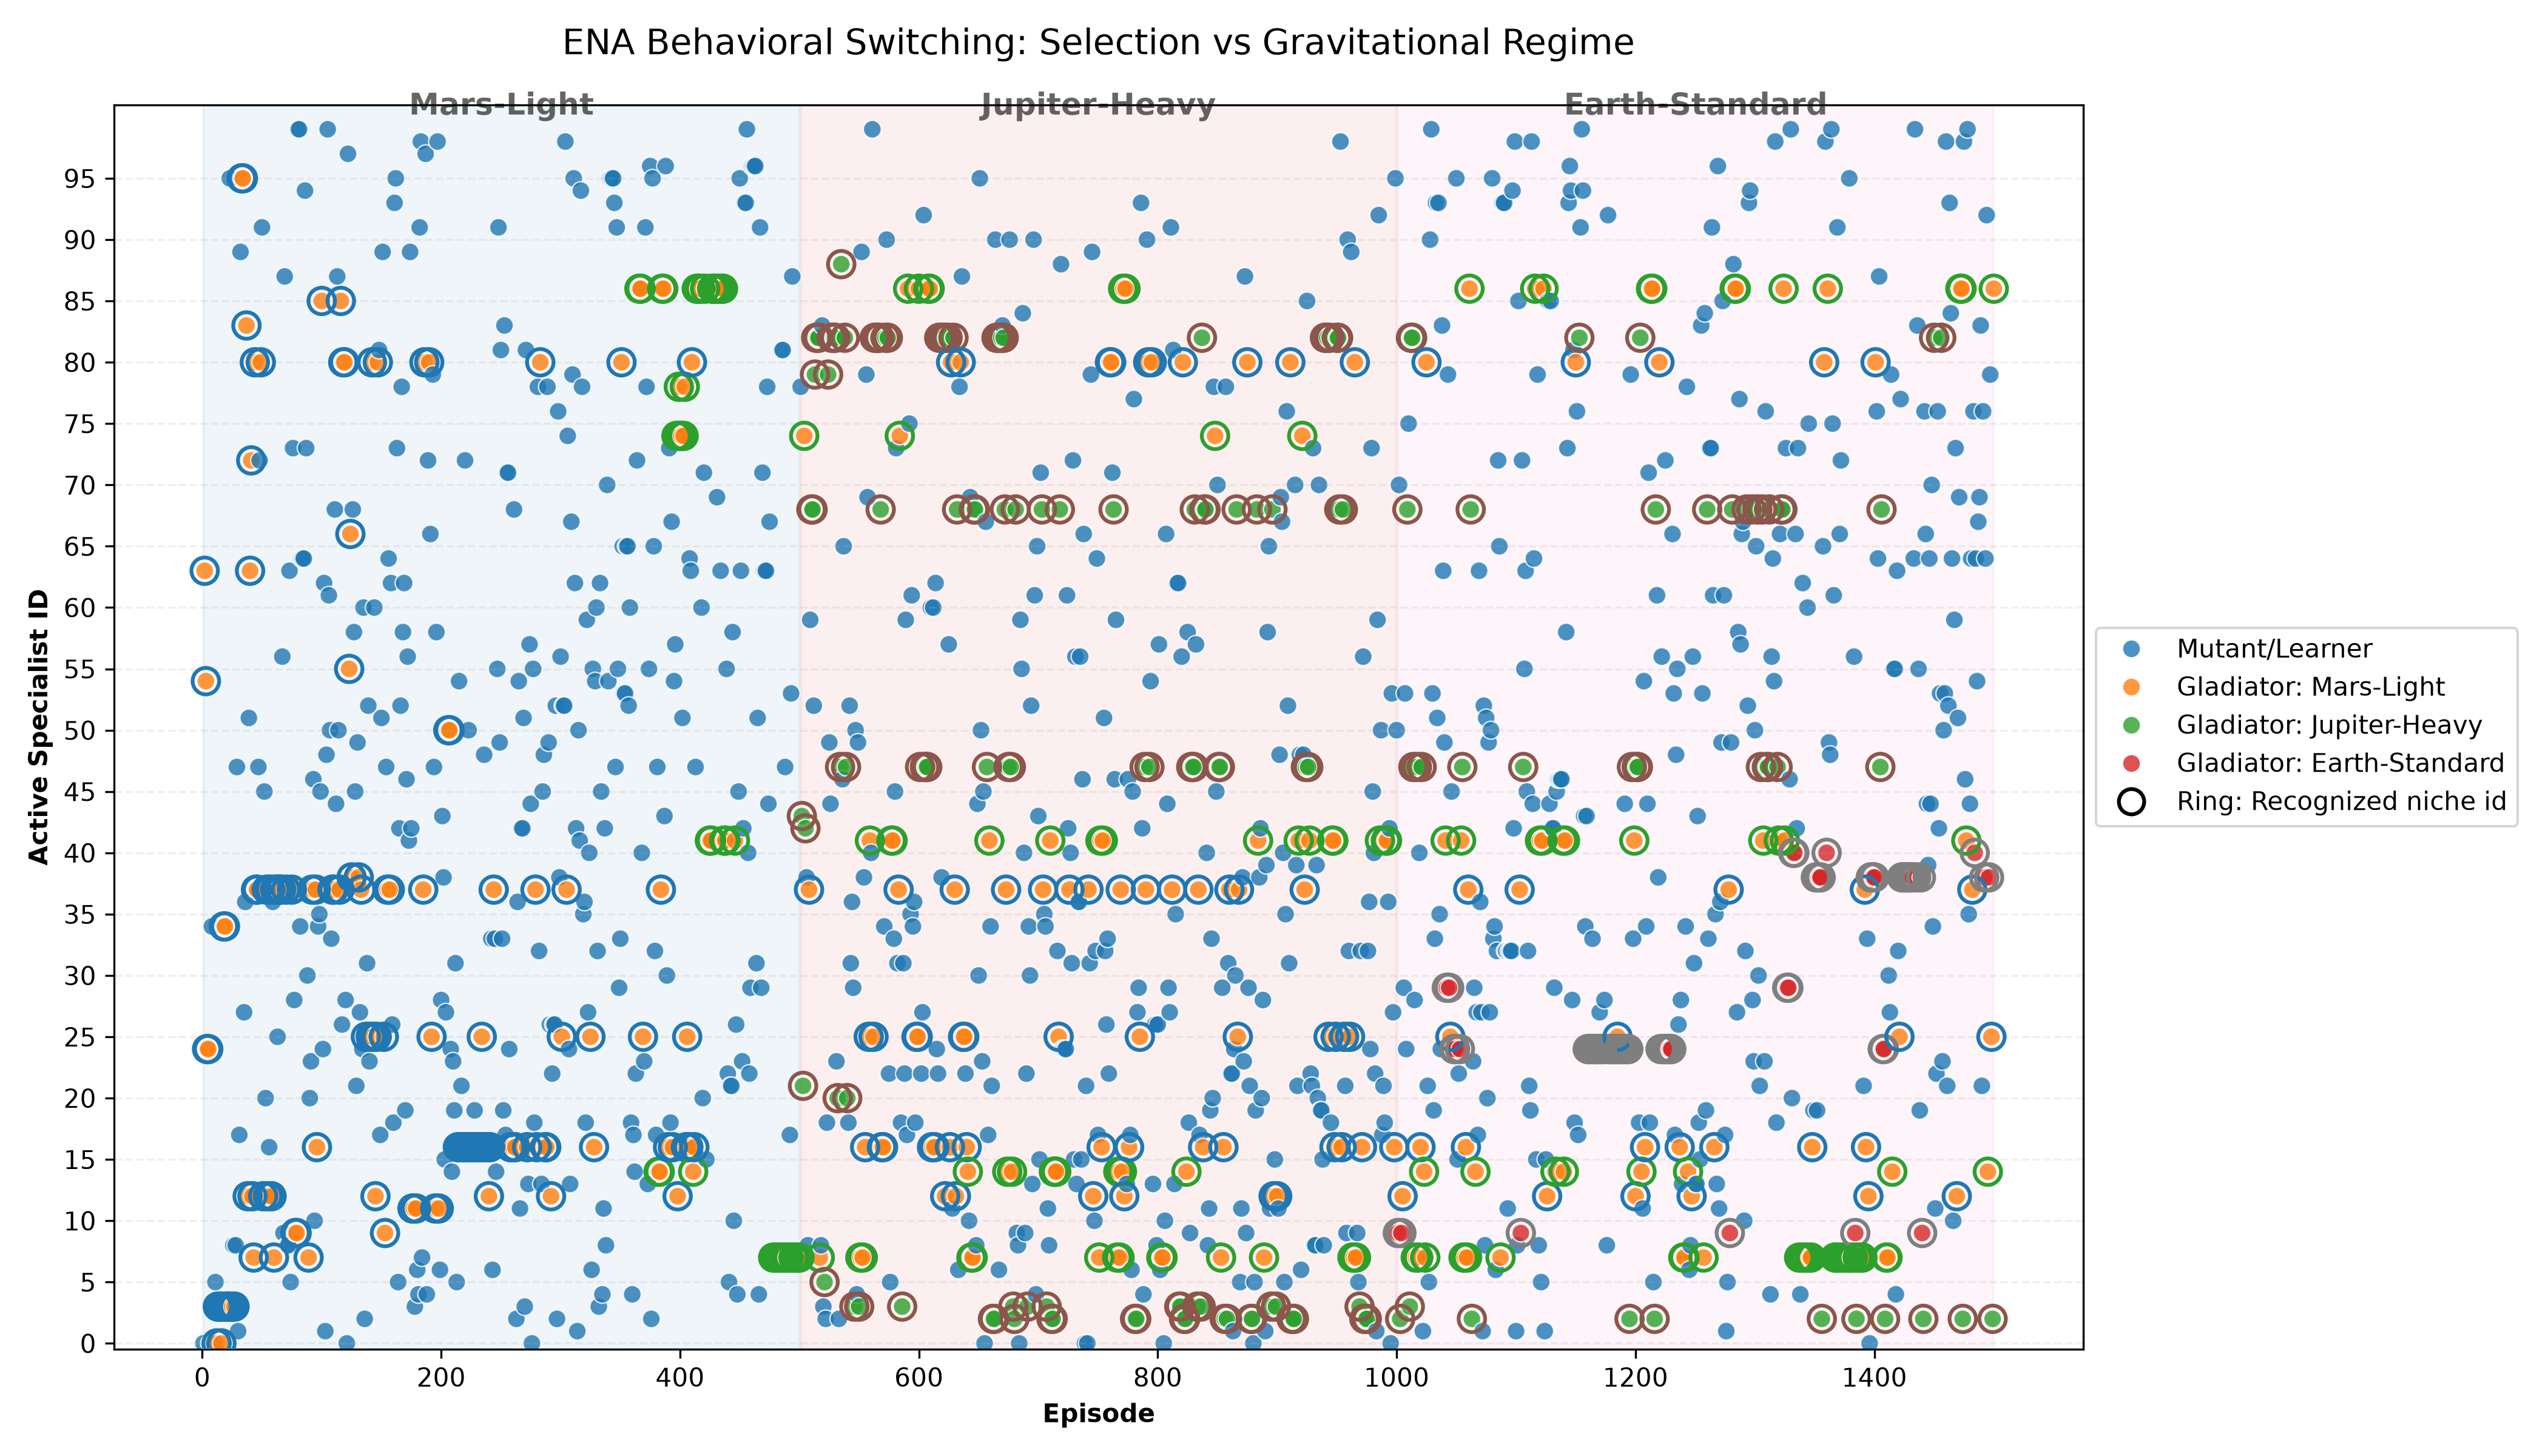 ENA Behavioral Switching: Selection vs Gravitational Regime
Mars-Light
Jupiter-Heavy
Earth-Standard
Active Specialist ID
95
90
85
80
75
70
65
60
55
50
45
40
35
30
25
20
15
10
5
0
0
200
400
600
800
1000
1200
1400
Episode
Mutant/Learner
Gladiator: Mars-Light
Gladiator: Jupiter-Heavy
Gladiator: Earth-Standard
Ring: Recognized niche id